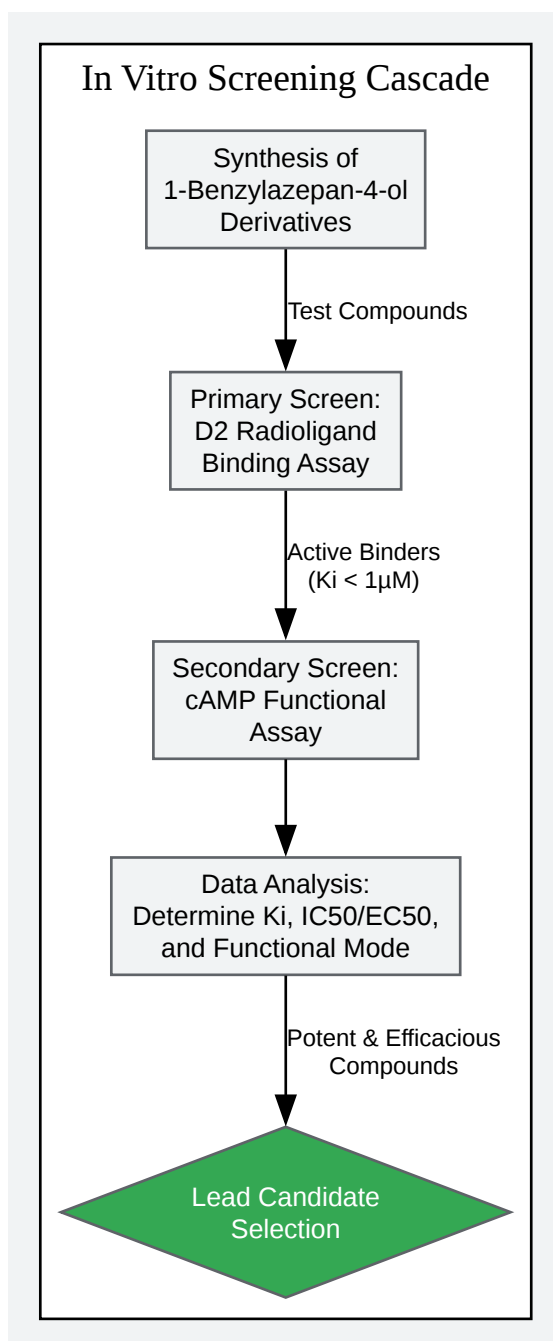 In Vitro Screening Cascade
Synthesis of
1-Benzylazepan-4-ol
Derivatives
Test Compounds
Primary Screen:
D2 Radioligand
Binding Assay
Active Binders
(Ki < 1µM)
Secondary Screen:
cAMP Functional
Assay
Data Analysis:
Determine Ki, IC50/EC50,
and Functional Mode
Potent & Efficacious
Compounds
Lead Candidate
Selection